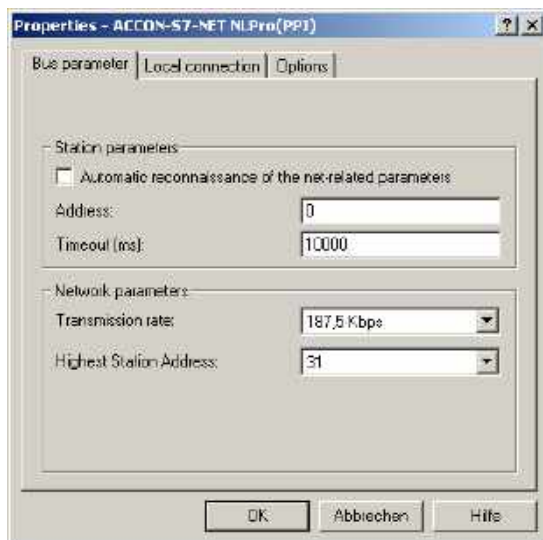 Properties - ACCON-S7-NET NLPro(PPI)
Bus parameter Local connection Options
Station parameters
Automatic reconnaissance of the net-related parameters
Address: 0
Timeout (ms): 10000
Network parameters
Transmission rate: 187,5 Kbps
Highest Station Address: 31
OK Abbrechen Hilfe